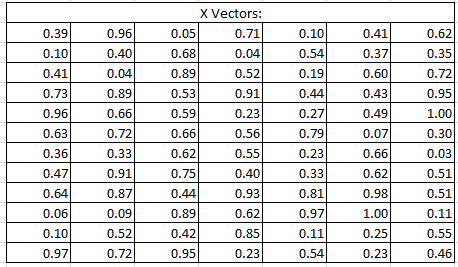 X Vectors:
0.39 0.96 0.05 0.71 0.10 0.41 0.62
0.10 0.40 0.68 0.04 0.54 0.37 0.35
0.41 0.04 0.89 0.52 0.19 0.60 0.72
0.73 0.89 0.53 0.91 0.44 0.43 0.95
0.96 0.66 0.59 0.23 0.27 0.49 1.00
0.63 0.72 0.66 0.56 0.79 0.07 0.30
0.36 0.33 0.62 0.55 0.23 0.66 0.03
0.47 0.91 0.75 0.40 0.33 0.62 0.51
0.64 0.87 0.44 0.93 0.81 0.98 0.51
0.06 0.09 0.89 0.62 0.97 1.00 0.11
0.10 0.52 0.42 0.85 0.11 0.25 0.55
0.97 0.72 0.95 0.23 0.54 0.23 0.46